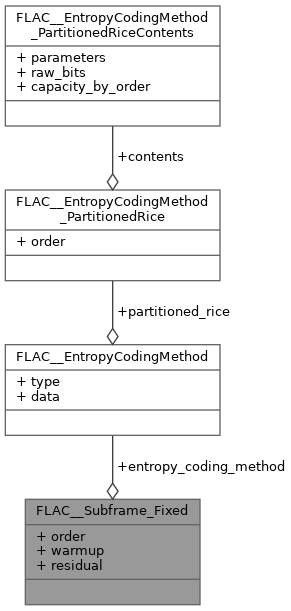 FLAC__EntropyCodingMethod
_PartitionedRiceContents
+ parameters
+ raw_bits
+ capacity_by_order
+contents
FLAC__EntropyCodingMethod
_PartitionedRice
+ order
+partitioned_rice
FLAC__EntropyCodingMethod
+ type
+ data
+entropy_coding_method
FLAC__Subframe_Fixed
+ order
+ warmup
+ residual